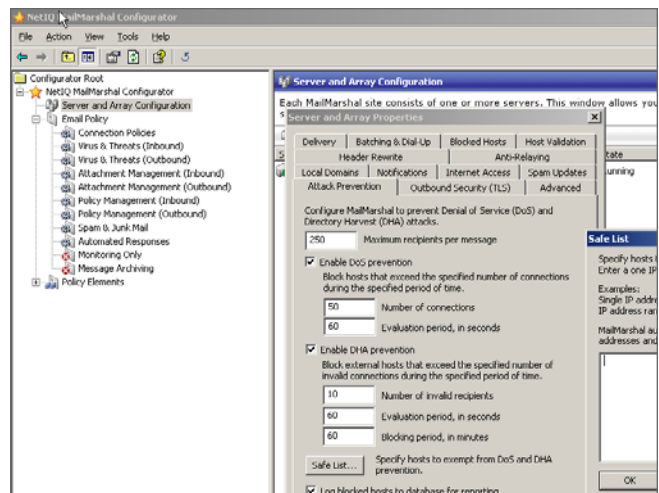 NetIQ MailMarshal Configurator
File Action View Tools Help
Configurator Root
NetIQ MailMarshal Configurator
Server and Array Configuration
Email Policy
Connection Policies
Virus & Threats (Inbound)
Virus & Threats (Outbound)
Attachment Management (Inbound)
Attachment Management (Outbound)
Policy Management (Inbound)
Policy Management (Outbound)
Spam & Junk Mail
Automated Responses
Monitoring Only
Message Archiving
Policy Elements
Server and Array Configuration
Each MailMarshal site consists of one or more servers. This window allows you
Server and Array Properties
Delivery Batching & Dial-Up Blocked Hosts Host Validation
Header Rewrite Anti-Relaying
Local Domains Notifications Internet Access Spam Updates
Attack Prevention Outbound Security (TLS) Advanced
Configure MailMarshal to prevent Denial of Service (DoS) and
Directory Harvest (DHA) attacks.
250 Maximum recipients per message
Enable DoS prevention
Block hosts that exceed the specified number of connections
during the specified period of time.
50 Number of connections
60 Evaluation period, in seconds
Enable DHA prevention
Block external hosts that exceed the specified number of
invalid connections during the specified period of time.
10 Number of invalid recipients
60 Evaluation period, in seconds
60 Blocking period, in minutes
Safe List... Specify hosts to exempt from DoS and DHA
prevention.
Log blocked hosts to database for reporting
Safe List
Specify hosts
Enter a one IP
Examples:
Single IP addre
IP address ran
MailMarshal au
addresses and
OK